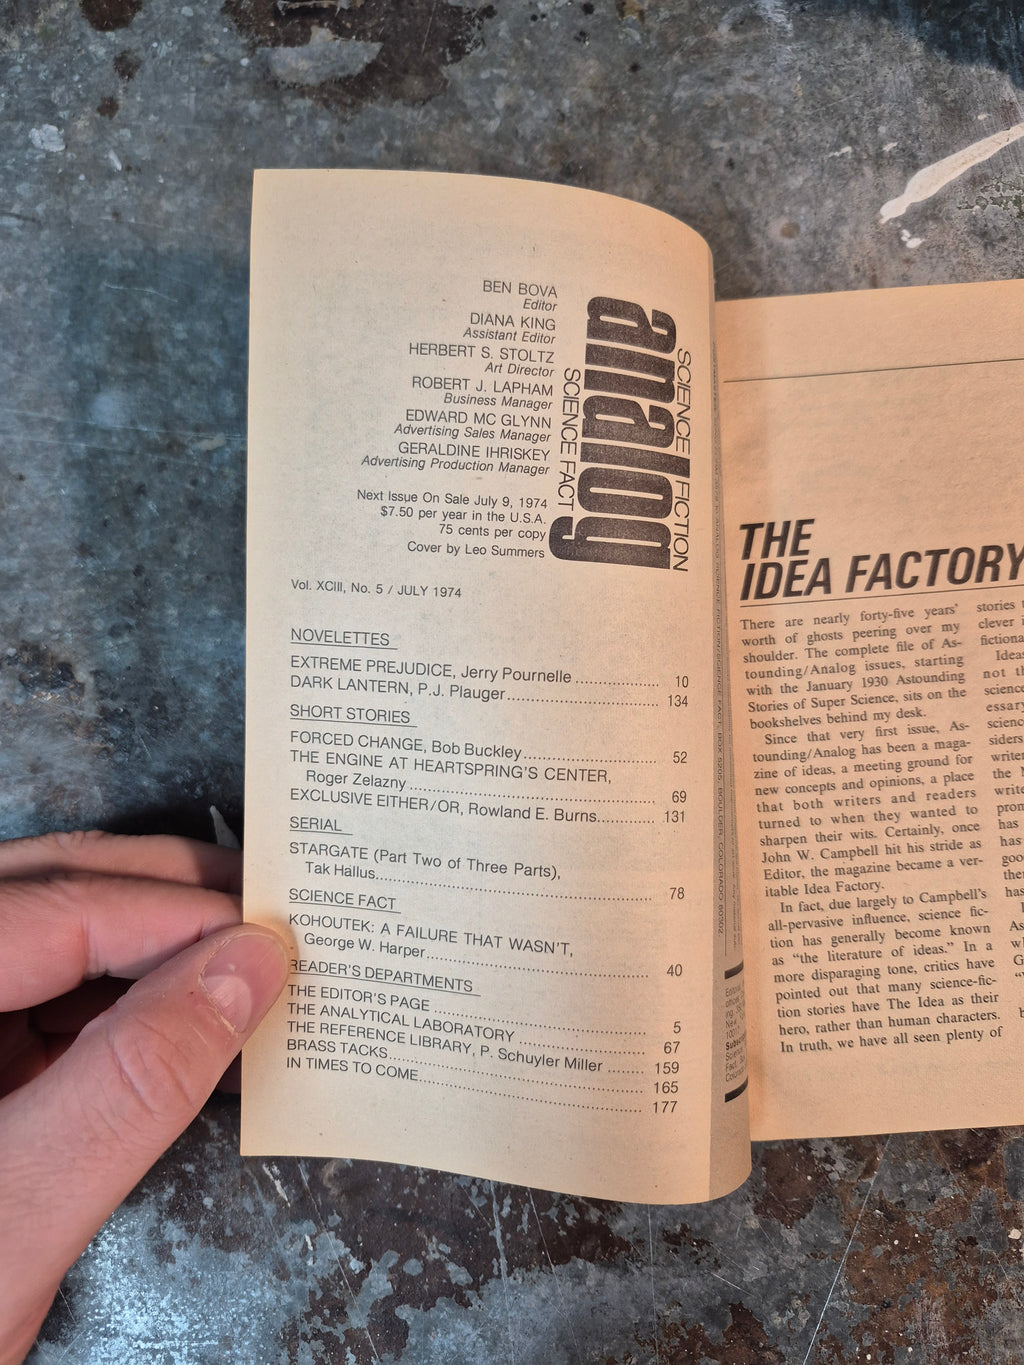 BEN BOVA
Editor
DIANA KING
Assistant Editor
HERBERT S. STOLTZ
Art Director
ROBERT J. LAPHAM
Business Manager
EDWARD MC GLYNN
Advertising Sales Manager
GERALDINE IHRISKEY
Advertising Production Manager
Next Issue On Sale July 9, 1974
$7.50 per year in the U.S.A.
75 cents per copy
Cover by Leo Summers
SCIENCE FICTION
analog
SCIENCE FACT
Vol. XCIII, No. 5 / JULY 1974
NOVELETTES
EXTREME PREJUDICE, Jerry Pournelle 10
DARK LANTERN, P.J. Plauger 134
SHORT STORIES
FORCED CHANGE, Bob Buckley 52
THE ENGINE AT HEARTSPRING'S CENTER,
Roger Zelazny 69
EXCLUSIVE EITHER/OR, Rowland E. Burns 131
SERIAL
STARGATE (Part Two of Three Parts),
Tak Hallus 78
SCIENCE FACT
KOHOUTEK: A FAILURE THAT WASN'T,
George W. Harper 40
READER'S DEPARTMENTS
THE EDITOR'S PAGE 5
THE ANALYTICAL LABORATORY 67
THE REFERENCE LIBRARY, P. Schuyler Miller 159
BRASS TACKS 165
IN TIMES TO COME 177
THE
IDEA FACTORY
There are nearly forty-five years'
worth of ghosts peering over my
shoulder. The complete file of As-
tounding/Analog issues, starting
with the January 1930 Astounding
Stories of Super Science, sits on the
bookshelves behind my desk.
Since that very first issue, As-
tounding/Analog has been a maga-
zine of ideas, a meeting ground for
new concepts and opinions, a place
that both writers and readers
turned to when they wanted to
sharpen their wits. Certainly, once
John W. Campbell hit his stride as
Editor, the magazine became a ver-
itable Idea Factory.
In fact, due largely to Campbell's
all-pervasive influence, science fic-
tion has generally become known
as "the literature of ideas." In a
more disparaging tone, critics have
pointed out that many science-fic-
tion stories have The Idea as their
hero, rather than human characters.
In truth, we have all seen plenty of
stories
clever
Ideas
not